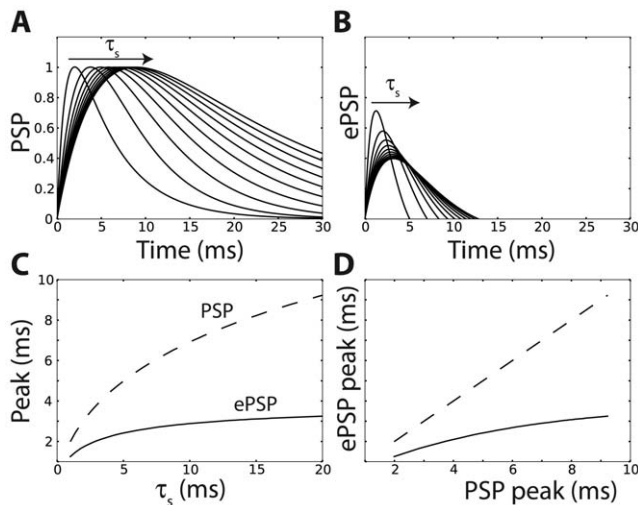 A
τs
PSP
1
0.8
0.6
0.4
0.2
0
0 5 10 15 20 25 30
Time (ms)
B
τs
ePSP
0 5 10 15 20 25 30
Time (ms)
C
Peak (ms)
10
8
6
4
2
PSP
ePSP
0 5 10 15 20
τs (ms)
D
ePSP peak (ms)
0 2 4 6 8 10
PSP peak (ms)